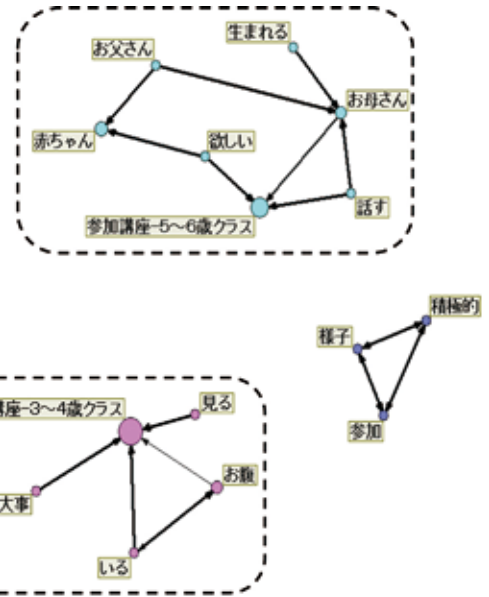 生まれる
お父さん
お母さん
赤ちゃん
欲しい
話す
参加講座-5～6歳クラス
積極的
様子
参加
講座-3～4歳クラス
見る
お腹
大事
いる